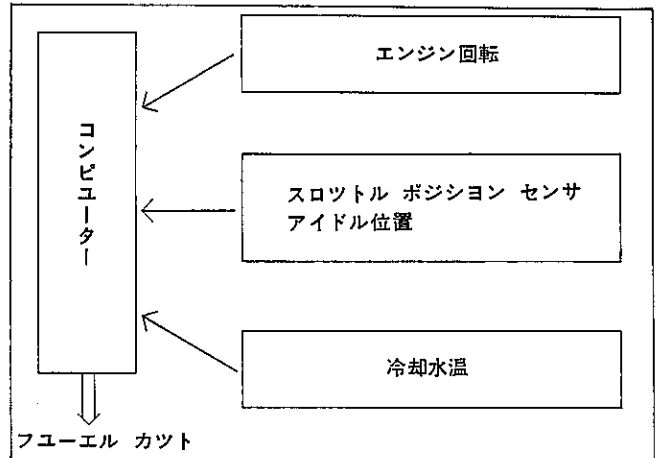 エンジン回転
コンピユーター
スロツトル ポジシヨン センサ
アイドル位置
冷却水温
フユーエル カツト